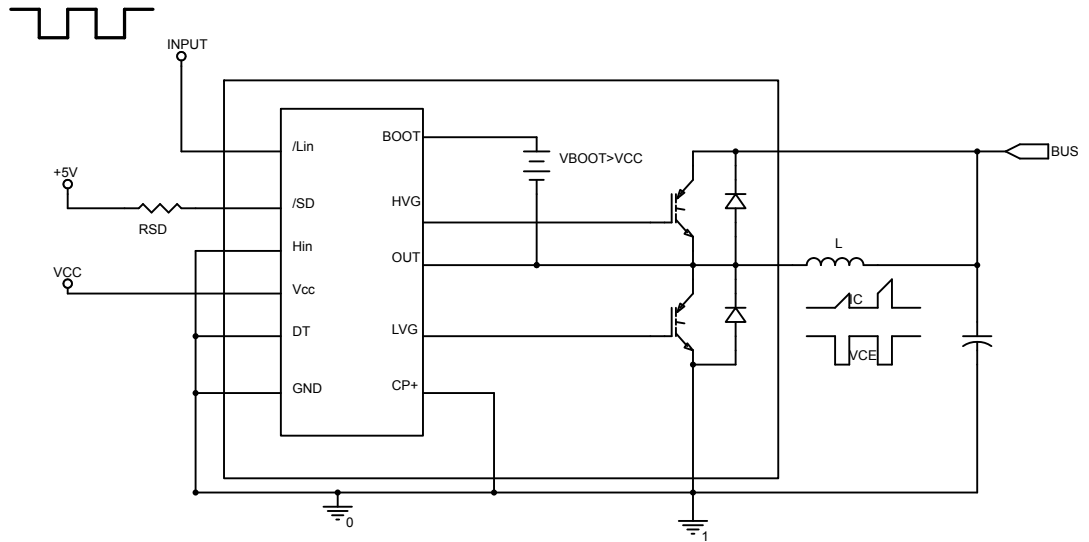 INPUT
/Lin
BOOT
VBOOT>VCC
BUS
+5V
/SD
HVG
RSD
Hin
OUT
L
VCC
Vcc
IC
DT
LVG
VCE
GND
CP+
0
1